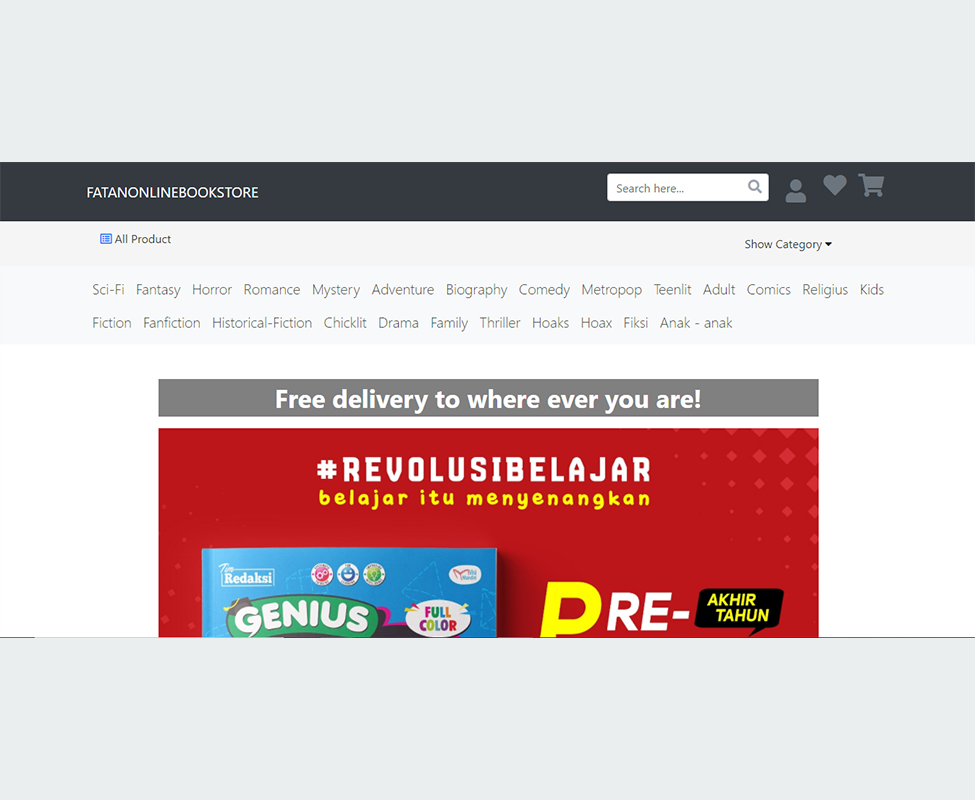 FATANONLINEBOOKSTORE
Search here...
All Product
Show Category
Sci-Fi Fantasy Horror Romance Mystery Adventure Biography Comedy Metropop Teenlit Adult Comics Religius Kids
Fiction Fanfiction Historical-Fiction Chicklit Drama Family Thriller Hoaks Hoax Fiksi Anak - anak
Free delivery to where ever you are!
#REVOLUSIBELAJAR
belajar itu menyenangkan
Tim
Redaksi
GENIUS
FULL
COLOR
PRE-
AKHIR
TAHUN